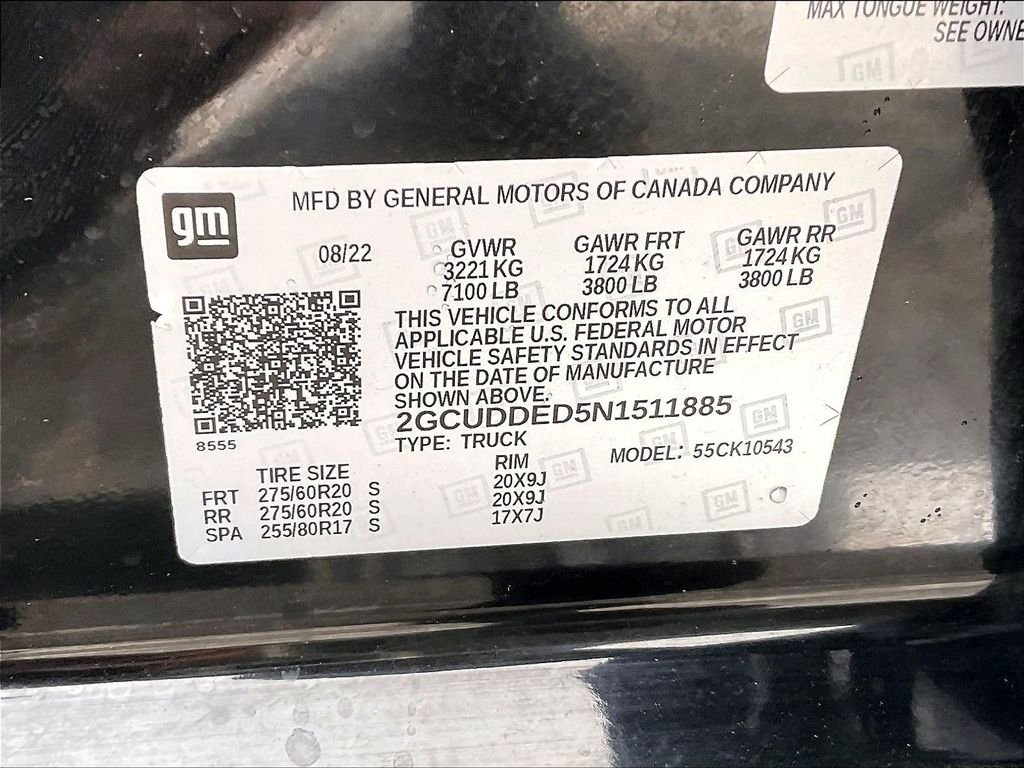 MAX TONGUE WEIGHT:
SEE OWNE
gm
MFD BY GENERAL MOTORS OF CANADA COMPANY
08/22 GVWR GAWR FRT GAWR RR
3221 KG 1724 KG 1724 KG
7100 LB 3800 LB 3800 LB
THIS VEHICLE CONFORMS TO ALL
APPLICABLE U.S. FEDERAL MOTOR
VEHICLE SAFETY STANDARDS IN EFFECT
ON THE DATE OF MANUFACTURE
SHOWN ABOVE.
2GCUDDED5N1511885
8555
TYPE: TRUCK MODEL: 55CK10543
TIRE SIZE RIM
FRT 275/60R20 S 20X9J
RR 275/60R20 S 20X9J
SPA 255/80R17 S 17X7J